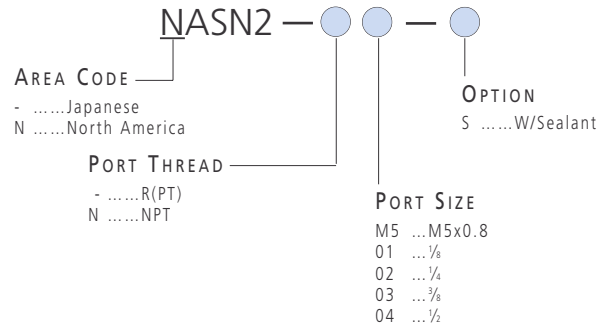 NASN2 — —
AREA CODE
- ......Japanese
N ......North America
OPTION
S ......W/Sealant
PORT THREAD
- ......R(PT)
N ......NPT
PORT SIZE
M5 ...M5x0.8
01 ...⅛
02 ...¼
03 ...⅜
04 ...½